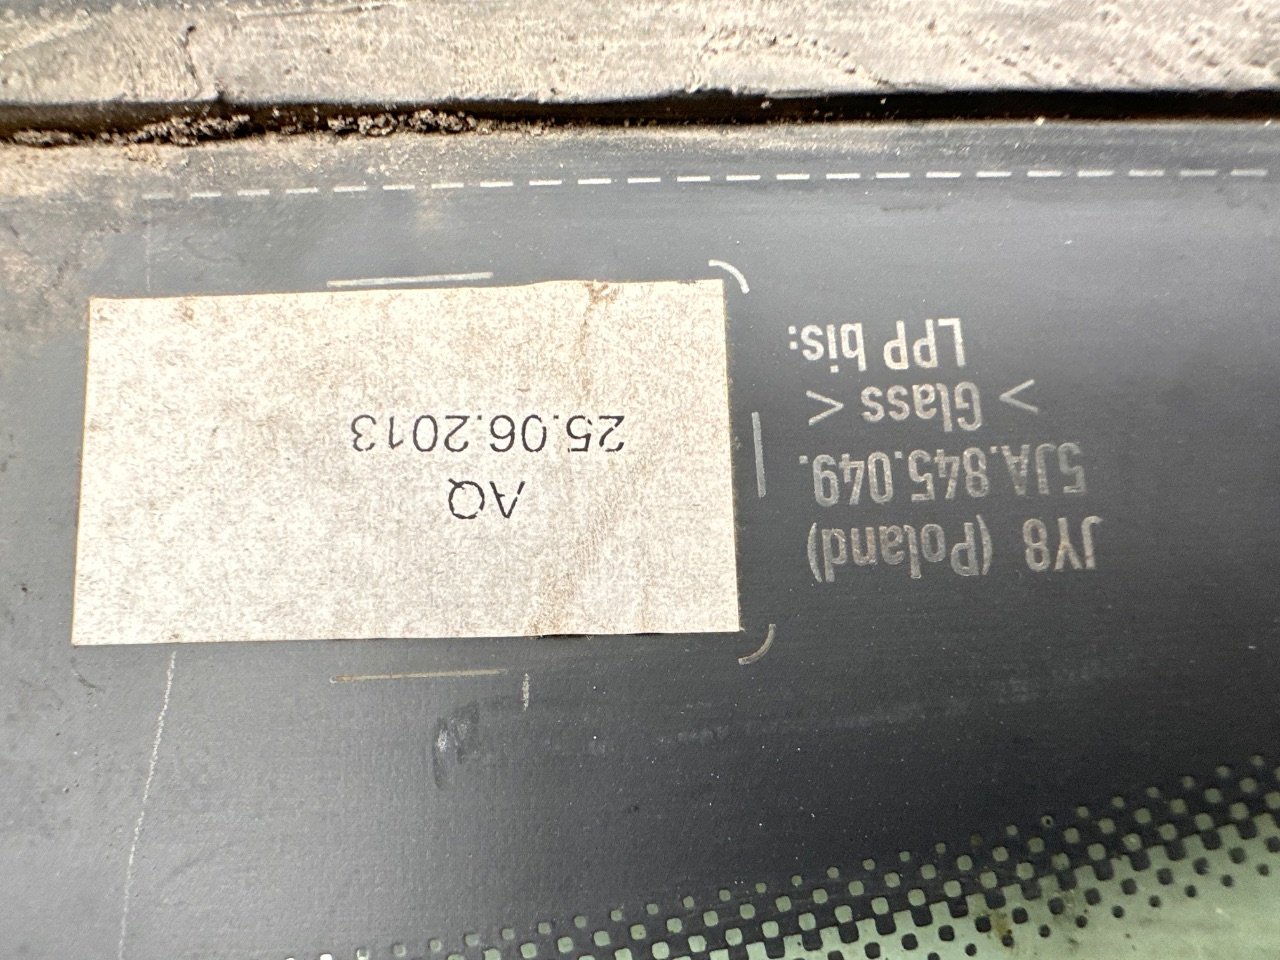 AQ
25.06.2013
JY8 (Poland)
5JA.845.049.
> Glass <
LPP bis: